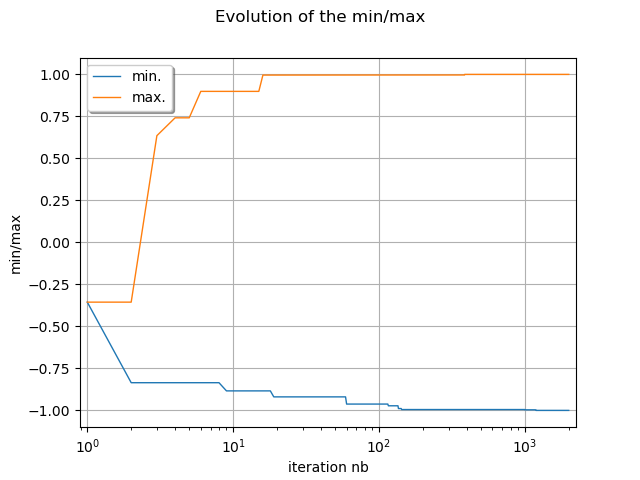 Evolution of the min/max
min.
max.
1.00
0.75
0.50
0.25
0.00
−0.25
−0.50
−0.75
−1.00
min/max
10⁰
10¹
10²
10³
iteration nb